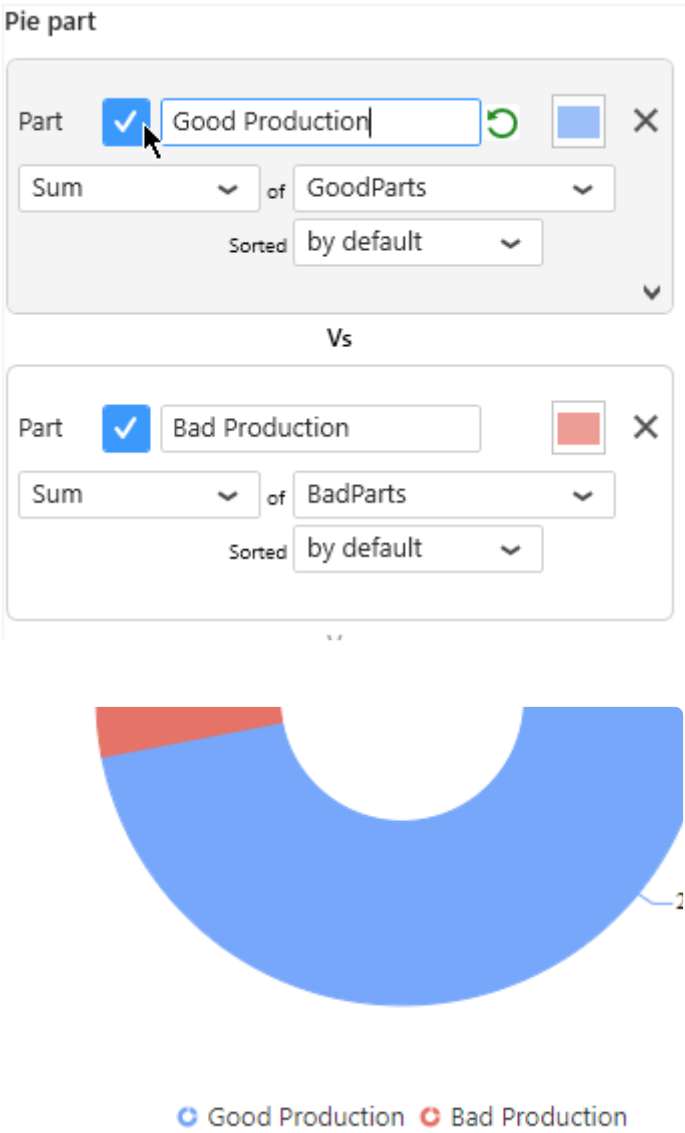 Pie part
Part Good Production
Sum of GoodParts
Sorted by default
Vs
Part Bad Production
Sum of BadParts
Sorted by default
2
Good Production Bad Production